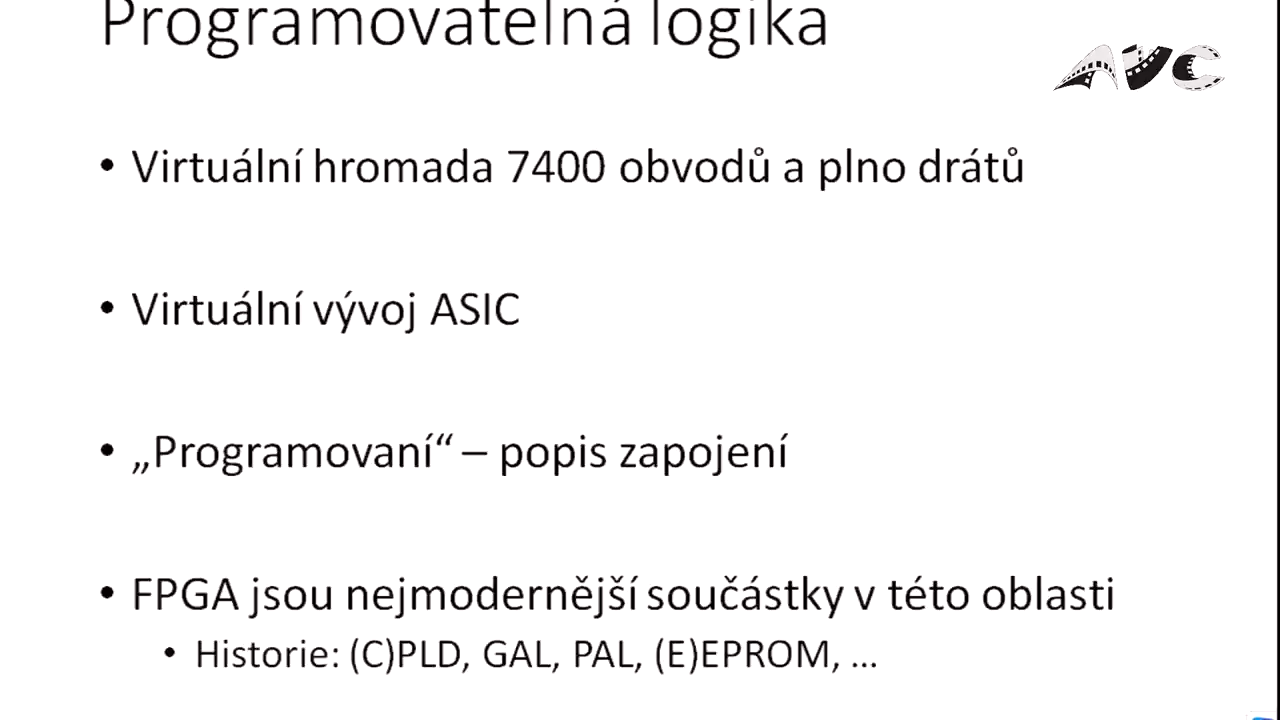 Programovatelná logika
AVC
• Virtuální hromada 7400 obvodů a plno drátů
• Virtuální vývoj ASIC
• „Programovaní“ – popis zapojení
• FPGA jsou nejmodernější součástky v této oblasti
• Historie: (C)PLD, GAL, PAL, (E)EPROM, ...